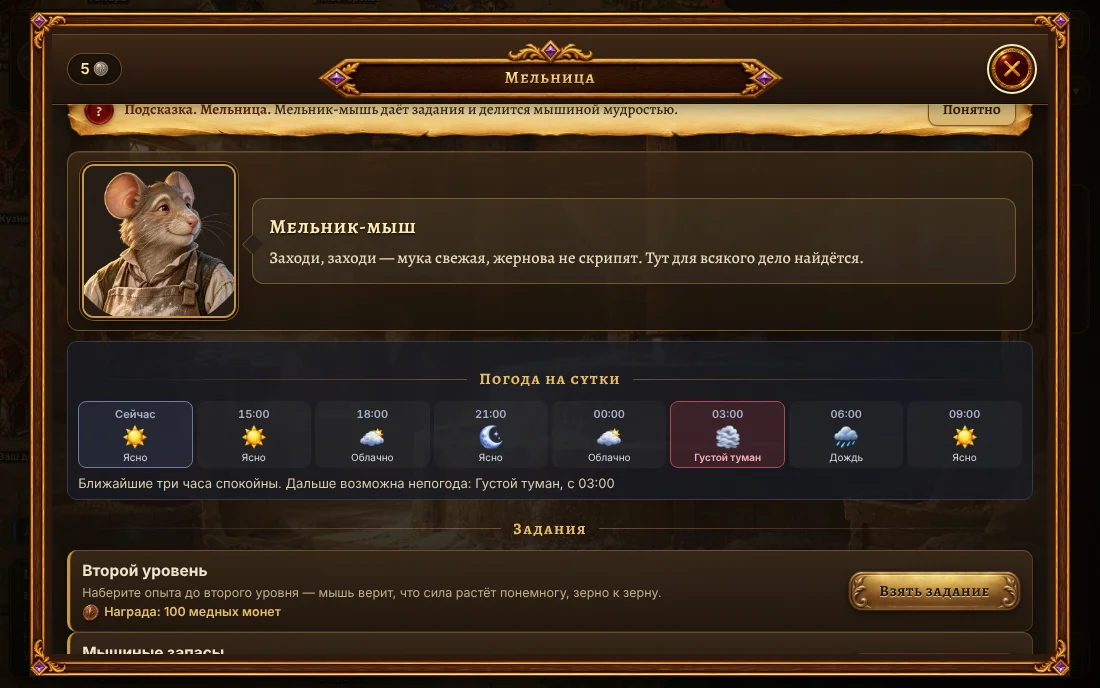 5
Мельница
Подсказка. Мельница. Мельник-мышь даёт задания и делится мышиной мудростью.
Понятно
Мельник-мыш
Заходи, заходи — мука свежая, жернова не скрипят. Тут для всякого дело найдётся.
Погода на сутки
Сейчас
Ясно
15:00
Ясно
18:00
Облачно
21:00
Ясно
00:00
Облачно
03:00
Густой туман
06:00
Дождь
09:00
Ясно
Ближайшие три часа спокойны. Дальше возможна непогода: Густой туман, с 03:00
Задания
Второй уровень
Наберите опыта до второго уровня — мышь верит, что сила растёт понемногу, зерно к зерну.
Награда: 100 медных монет
Взять задание
Мышиные запасы